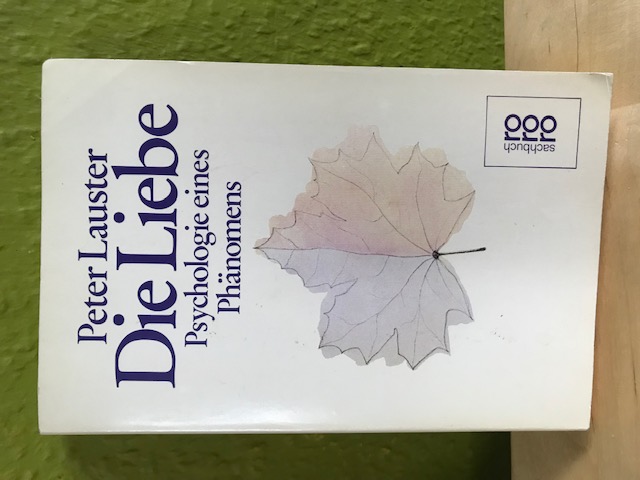 Peter Lauster
Die Liebe
Psychologie eines
Phänomens
rororo
sachbuch